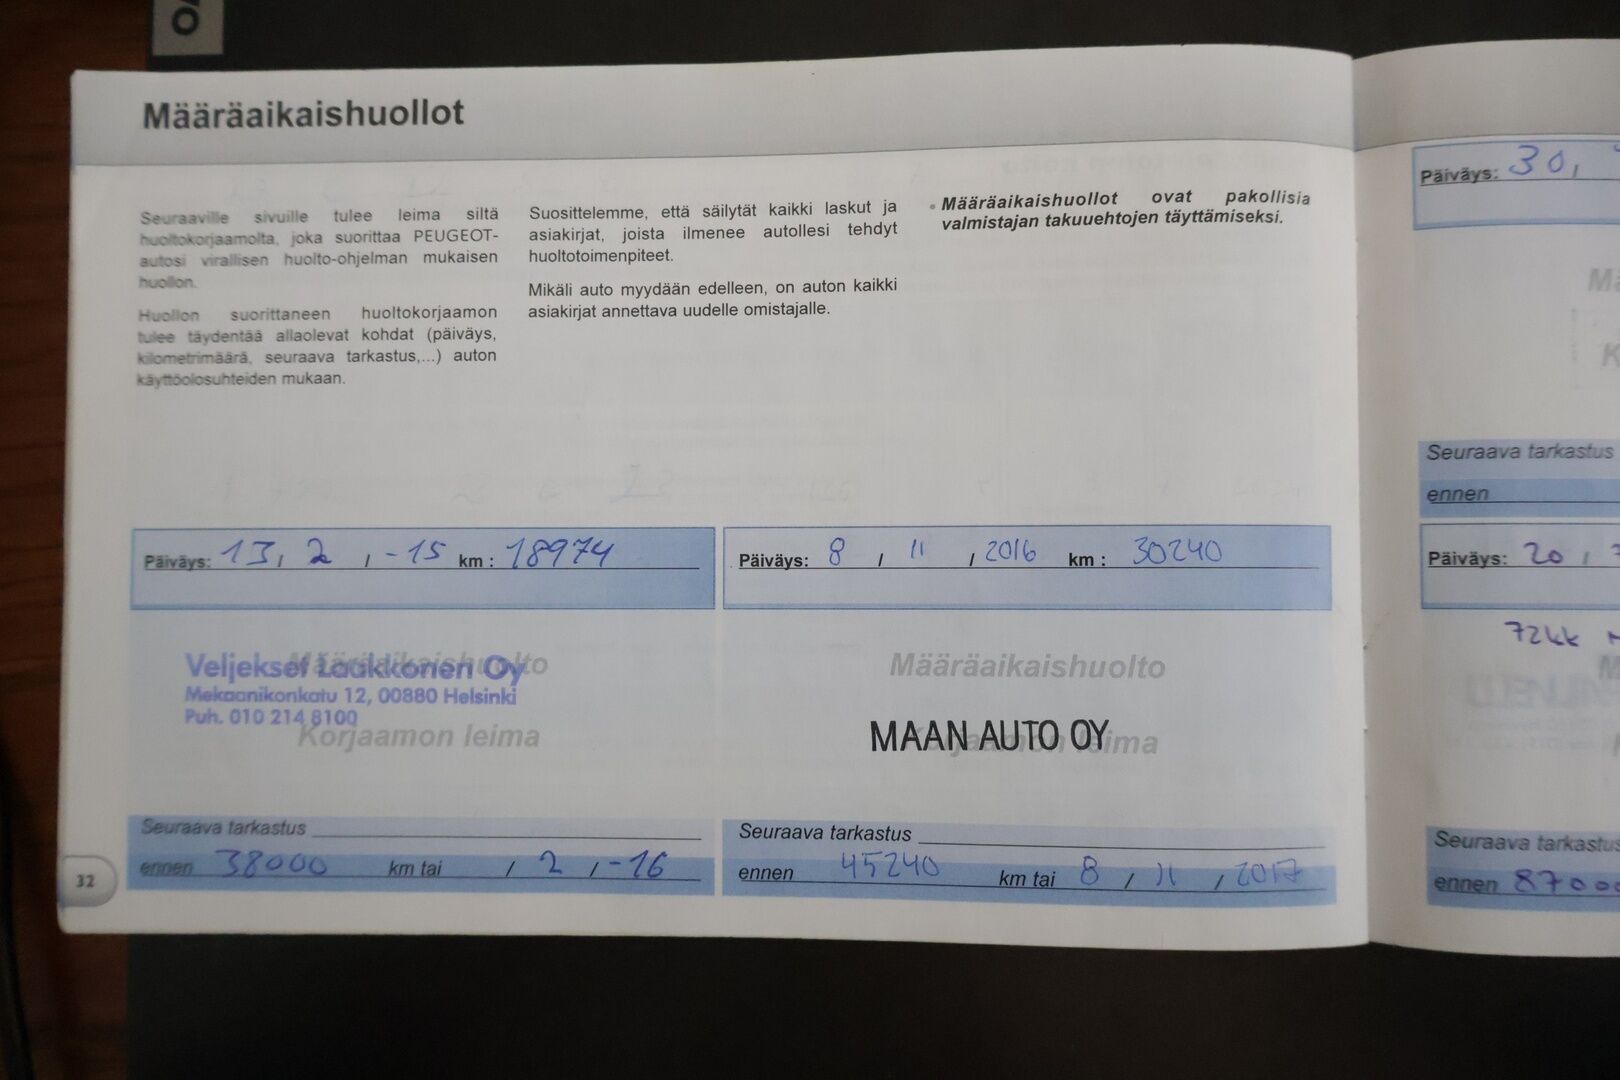 Määräaikaishuollot
Seuraaville sivuille tulee leima siltä
huoltokorjaamolta, joka suorittaa PEUGEOT-
autosi virallisen huolto-ohjelman mukaisen
huollon.
Huollon suorittaneen huoltokorjaamon
tulee täydentää allaolevat kohdat (päiväys,
kilometrimäärä, seuraava tarkastus,...) auton
käyttöolosuhteiden mukaan.
Suosittelemme, että säilytät kaikki laskut ja
asiakirjat, joista ilmenee autollesi tehdyt
huoltotoimenpiteet.
Mikäli auto myydään edelleen, on auton kaikki
asiakirjat annettava uudelle omistajalle.
• Määräaikaishuollot ovat pakollisia
valmistajan takuuehtojen täyttämiseksi.
Päiväys: 13, 2 / -15 km : 18974
Määräaikaishuolto
Veljekset Laakkonen Oy
Mekaanikonkatu 12, 00880 Helsinki
Puh. 010 214 8100
Korjaamon leima
Seuraava tarkastus
ennen 38000 km tai / 2 / -16
Päiväys: 8 / 11 / 2016 km : 30240
Määräaikaishuolto
MAAN AUTO OY
Korjaamon leima
Seuraava tarkastus
ennen 45240 km tai 8 / 11 / 2017
32
Päiväys: 30,
Seuraava tarkastus
ennen
Päiväys: 20 /
72kk
Seuraava tarkastus
ennen 87000